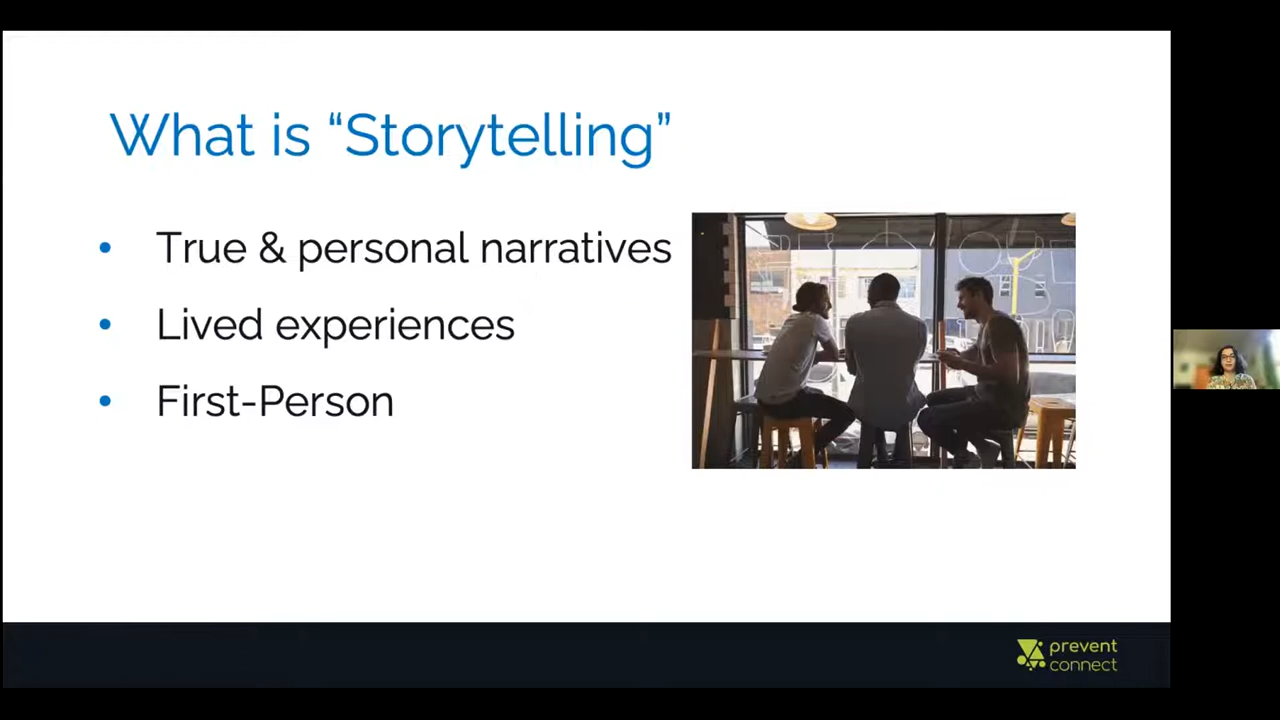 What is “Storytelling”
• True & personal narratives
• Lived experiences
• First-Person
prevent
connect